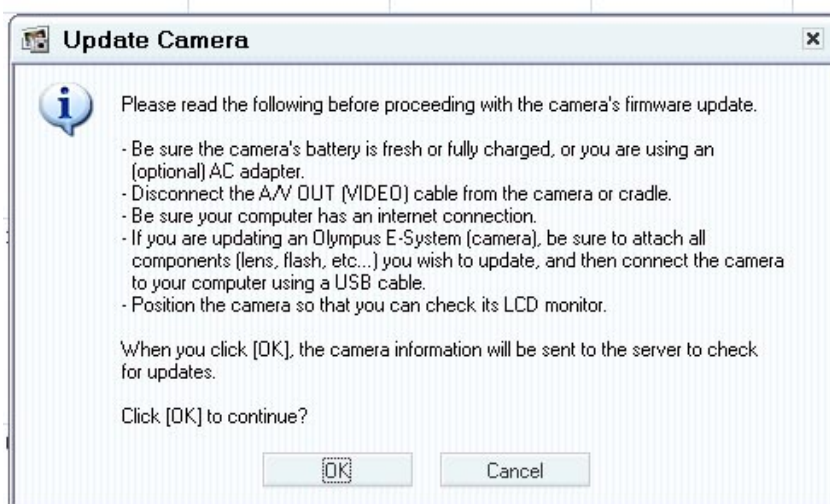 Update Camera
Please read the following before proceeding with the camera's firmware update.
- Be sure the camera's battery is fresh or fully charged, or you are using an
(optional) AC adapter.
- Disconnect the A/V OUT (VIDEO) cable from the camera or cradle.
- Be sure your computer has an internet connection.
- If you are updating an Olympus E-System (camera), be sure to attach all
components (lens, flash, etc...) you wish to update, and then connect the camera
to your computer using a USB cable.
- Position the camera so that you can check its LCD monitor.
When you click [OK], the camera information will be sent to the server to check
for updates.
Click [OK] to continue?
OK Cancel